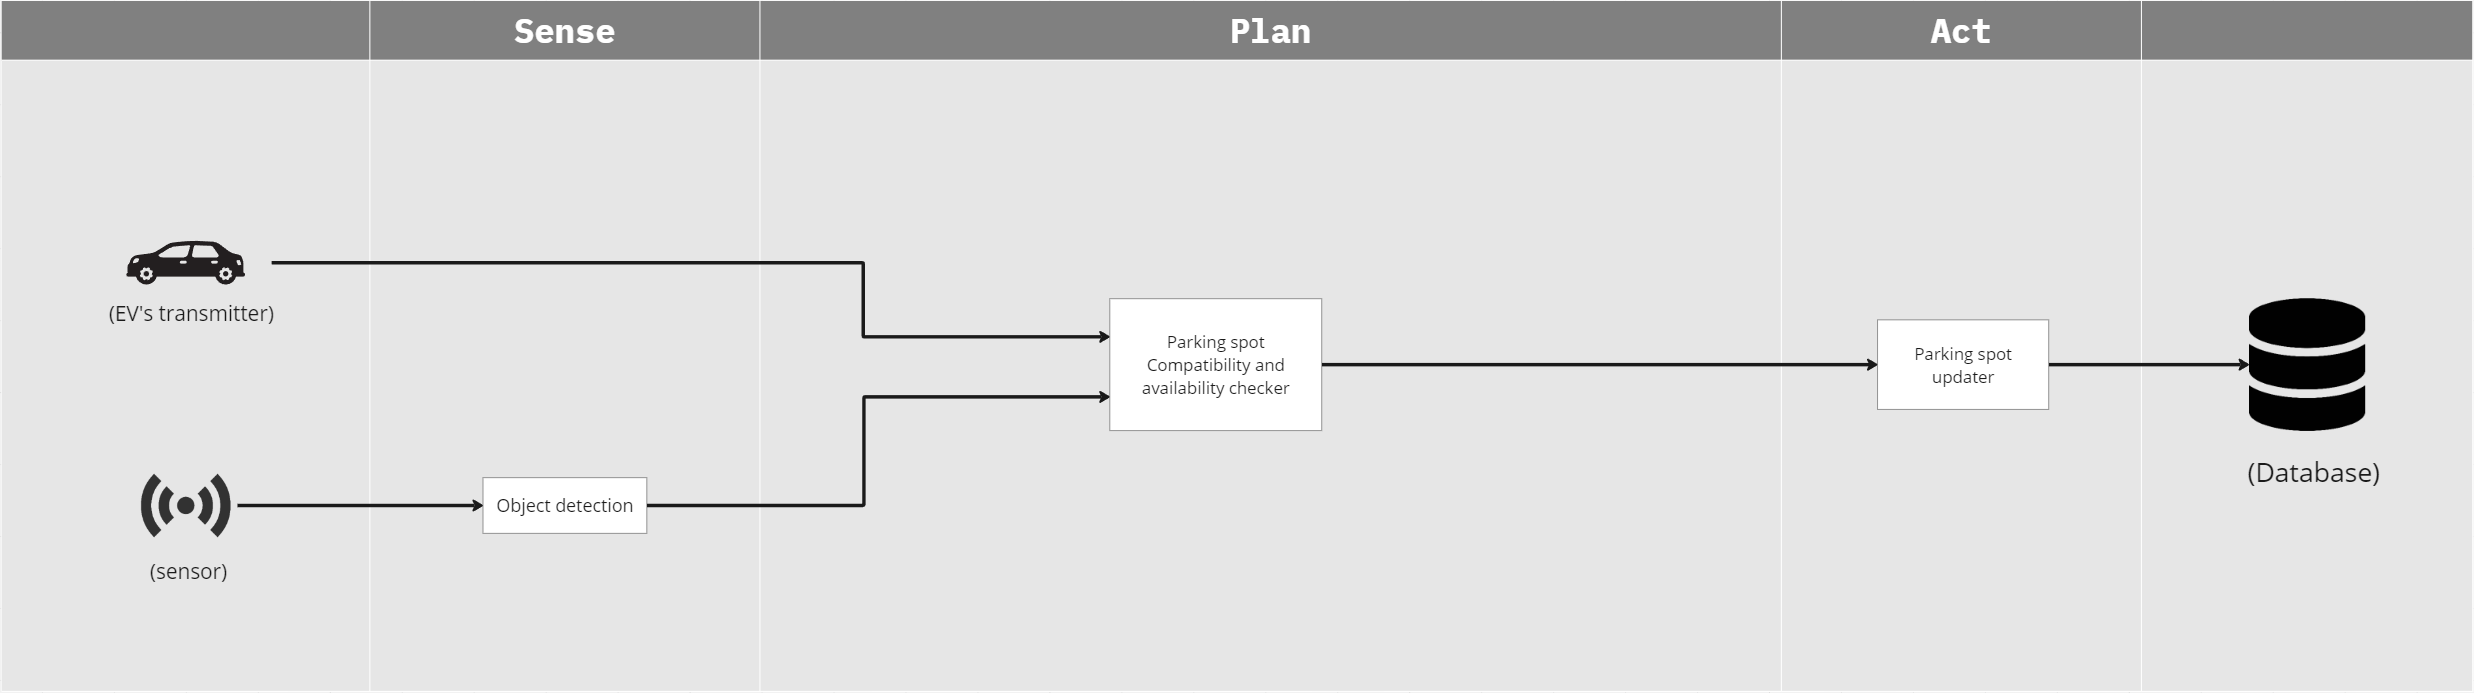 Sense
Plan
Act
(EV's transmitter)
Parking spot
Compatibility and
availability checker
Parking spot
updater
(Database)
Object detection
(sensor)